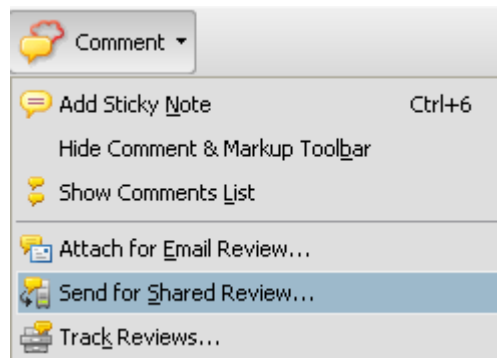 Comment
Add Sticky Note Ctrl+6
Hide Comment & Markup Toolbar
Show Comments List
Attach for Email Review...
Send for Shared Review...
Track Reviews...